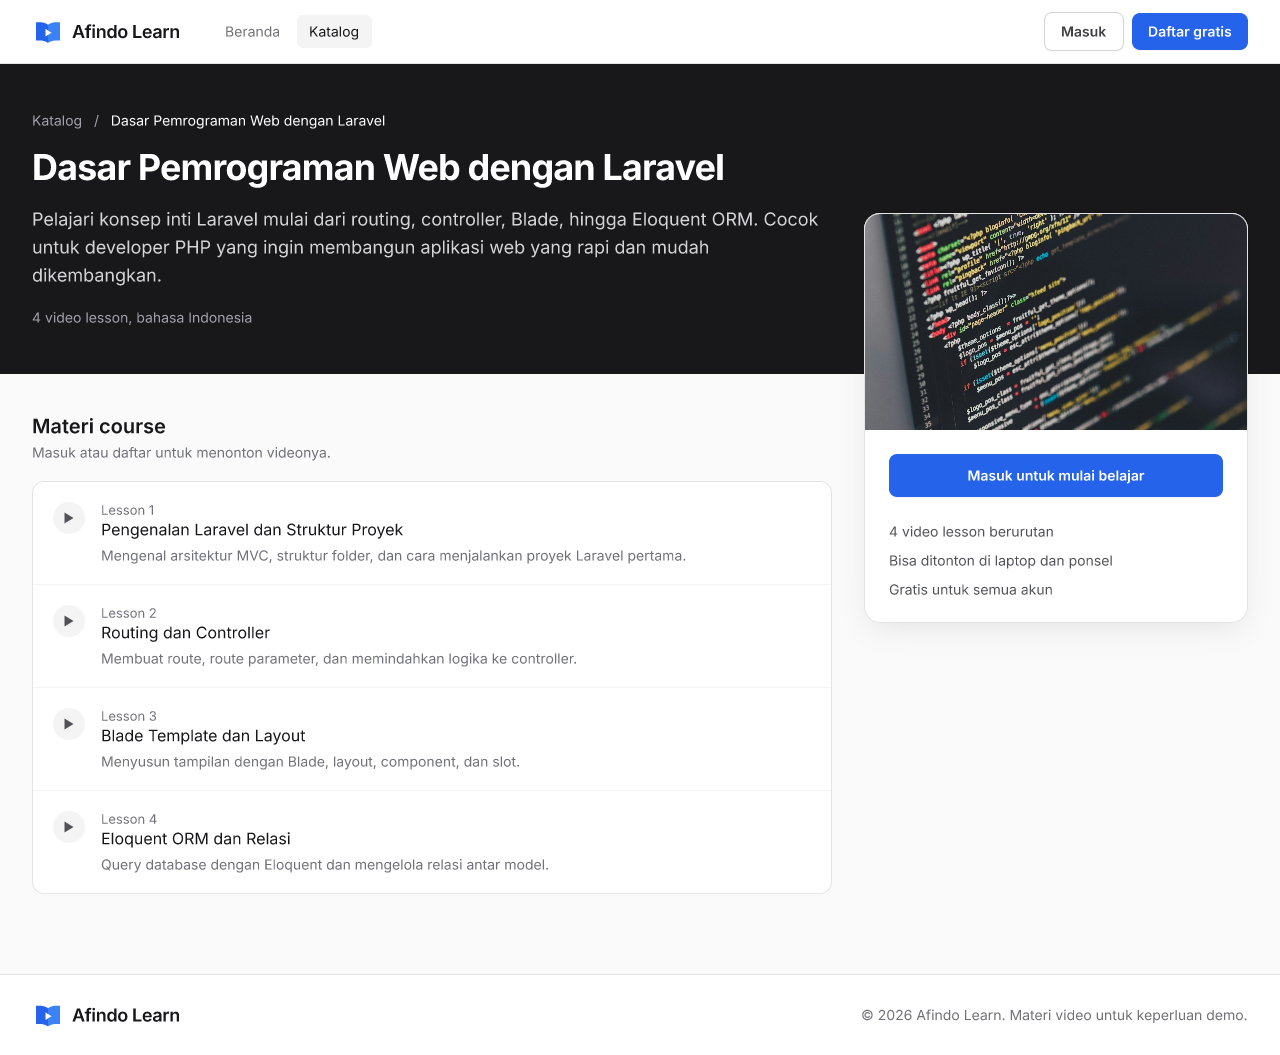 Afindo Learn
Beranda
Katalog
Masuk
Daftar gratis
Katalog / Dasar Pemrograman Web dengan Laravel
Dasar Pemrograman Web dengan Laravel
Pelajari konsep inti Laravel mulai dari routing, controller, Blade, hingga Eloquent ORM. Cocok
untuk developer PHP yang ingin membangun aplikasi web yang rapi dan mudah
dikembangkan.
4 video lesson, bahasa Indonesia
Materi course
Masuk atau daftar untuk menonton videonya.
Lesson 1
Pengenalan Laravel dan Struktur Proyek
Mengenal arsitektur MVC, struktur folder, dan cara menjalankan proyek Laravel pertama.
Lesson 2
Routing dan Controller
Membuat route, route parameter, dan memindahkan logika ke controller.
Lesson 3
Blade Template dan Layout
Menyusun tampilan dengan Blade, layout, component, dan slot.
Lesson 4
Eloquent ORM dan Relasi
Query database dengan Eloquent dan mengelola relasi antar model.
Masuk untuk mulai belajar
4 video lesson berurutan
Bisa ditonton di laptop dan ponsel
Gratis untuk semua akun
Afindo Learn
© 2026 Afindo Learn. Materi video untuk keperluan demo.